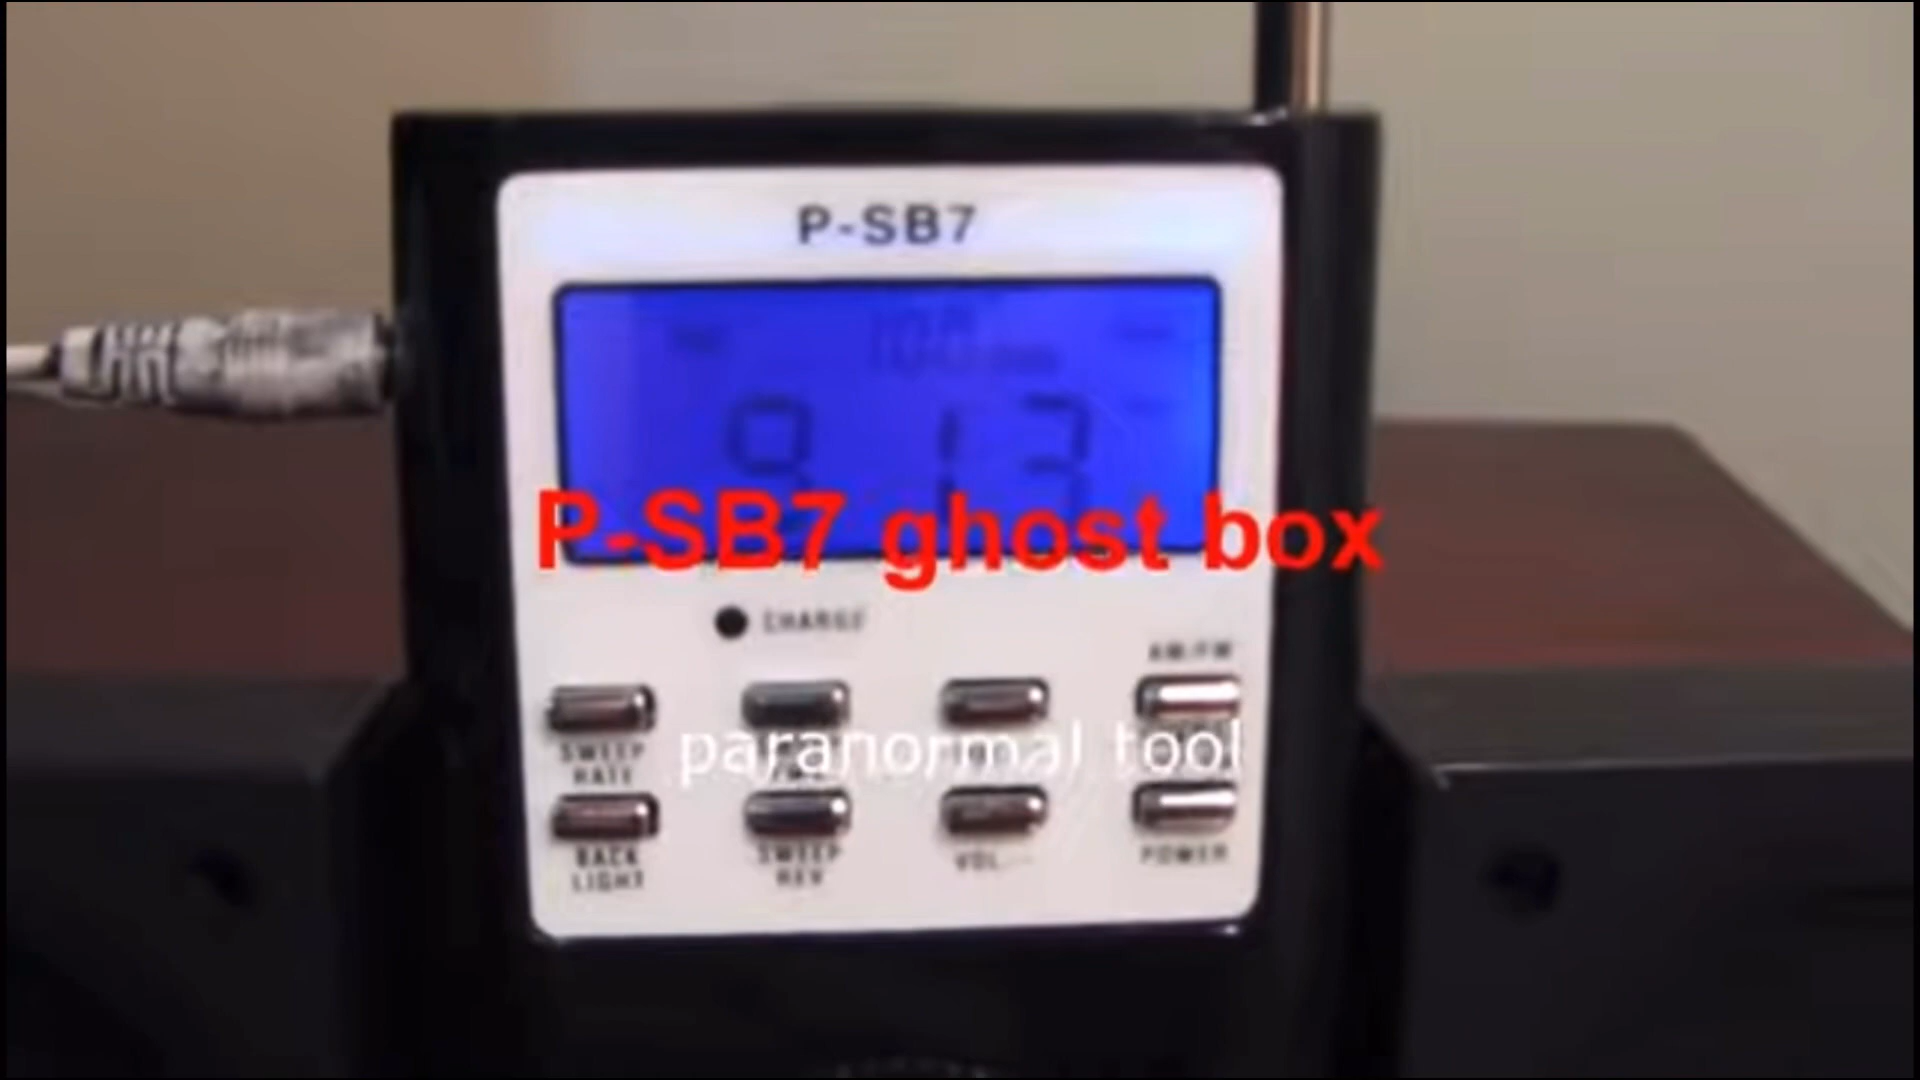 P-SB7
100
9 13
P-SB7 ghost box
CHARGE
AM/FM
paranormal tool
SWEEP
RATE
BACK
LIGHT
SWEEP
REV
VOL
POWER